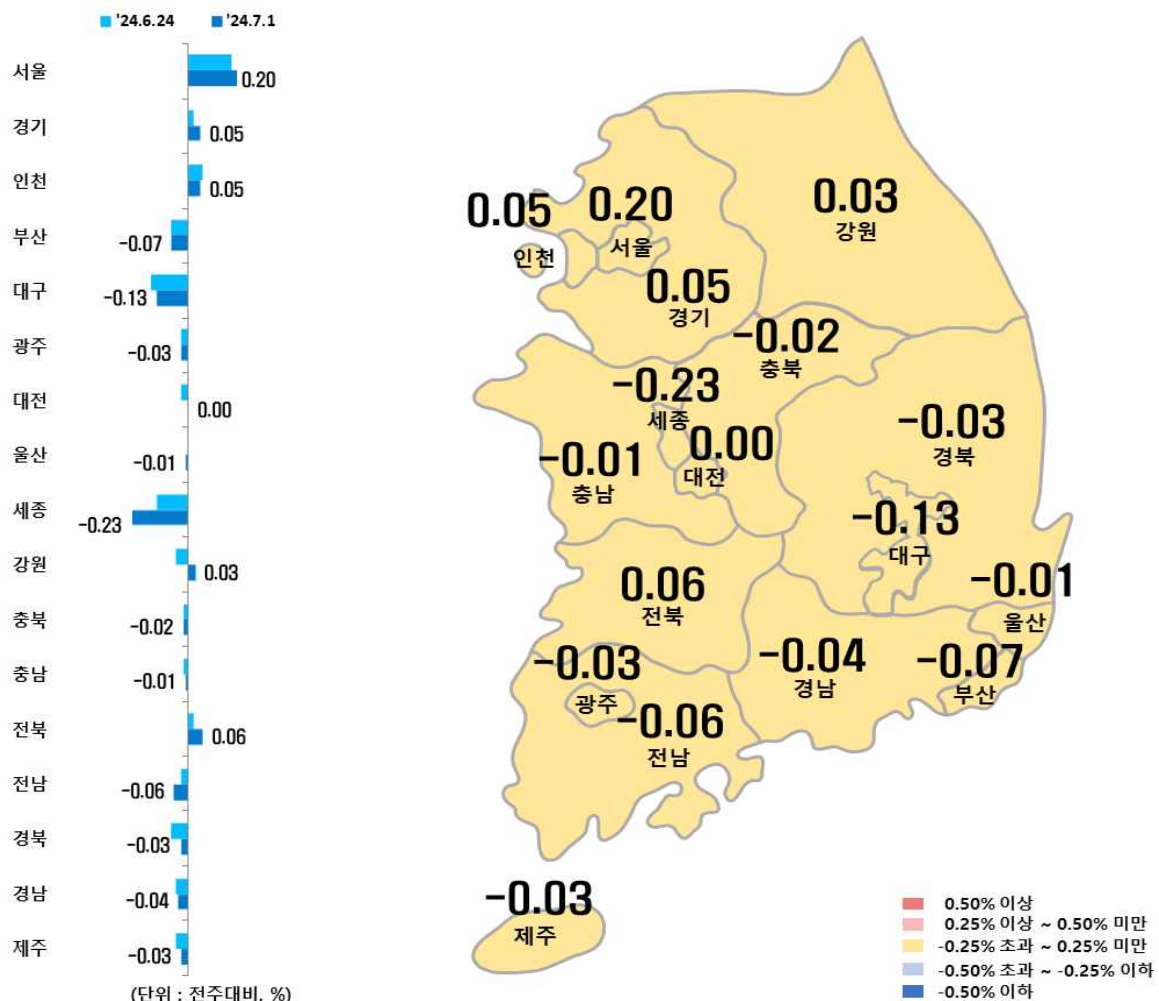 '24.6.24 '24.7.1
서울 0.20
경기 0.05
인천 0.05
부산 -0.07
대구 -0.13
광주 -0.03
대전 0.00
울산 -0.01
세종 -0.23
강원 0.03
충북 -0.02
충남 -0.01
전북 0.06
전남 -0.06
경북 -0.03
경남 -0.04
제주 -0.03
(단위 : 전주대비, %)
0.05
인천
0.20
서울
0.03
강원
0.05
경기
-0.02
충북
-0.23
세종
0.00
대전
-0.01
충남
-0.03
경북
-0.13
대구
-0.01
울산
0.06
전북
-0.04
경남
-0.07
부산
-0.03
광주
-0.06
전남
-0.03
제주
0.50% 이상
0.25% 이상 ~ 0.50% 미만
-0.25% 초과 ~ 0.25% 미만
-0.50% 초과 ~ -0.25% 이하
-0.50% 이하